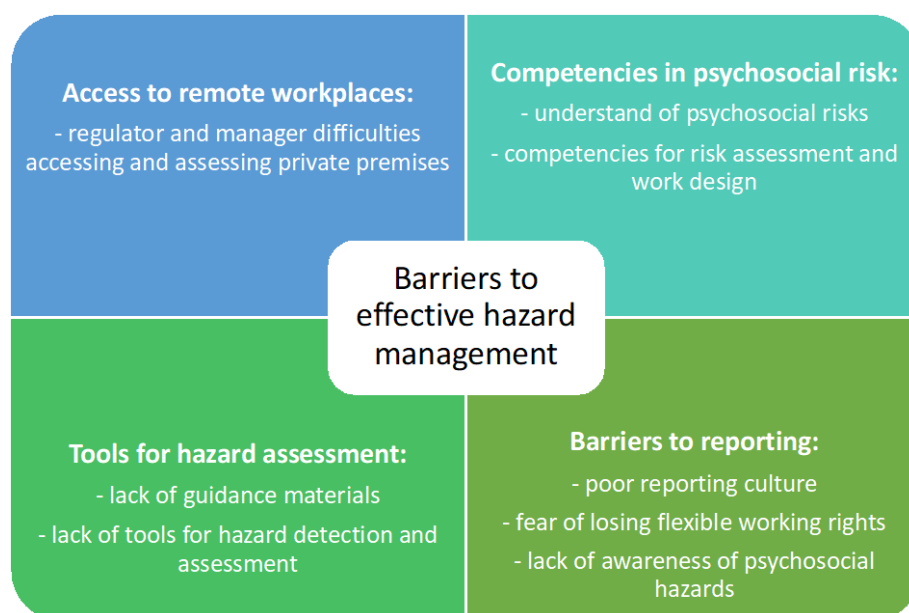 Access to remote workplaces:
- regulator and manager difficulties
accessing and assessing private premises
Competencies in psychosocial risk:
- understand of psychosocial risks
- competencies for risk assessment and
work design
Barriers to
effective hazard
management
Tools for hazard assessment:
- lack of guidance materials
- lack of tools for hazard detection and
assessment
Barriers to reporting:
- poor reporting culture
- fear of losing flexible working rights
- lack of awareness of psychosocial
hazards